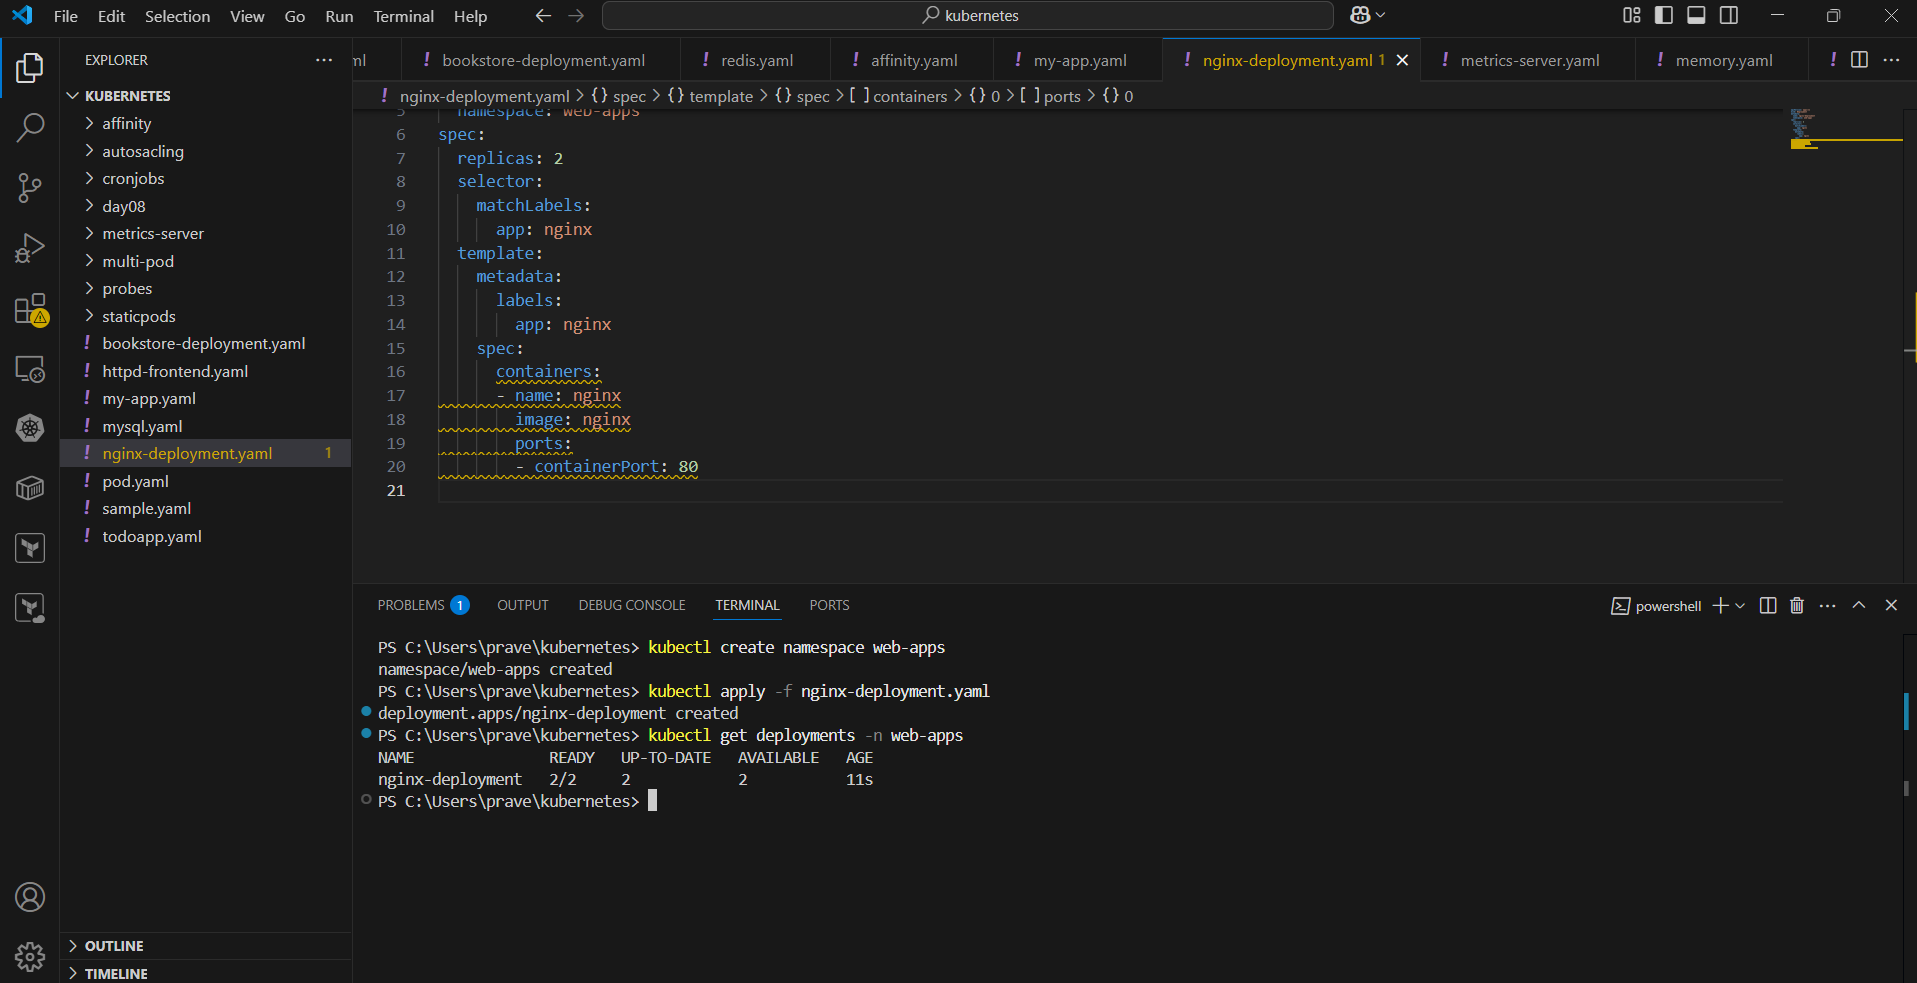 File Edit Selection View Go Run Terminal Help
kubernetes
EXPLORER
KUBERNETES
affinity
autosacling
cronjobs
day08
metrics-server
multi-pod
probes
staticpods
! bookstore-deployment.yaml
! httpd-frontend.yaml
! my-app.yaml
! mysql.yaml
! nginx-deployment.yaml 1
! pod.yaml
! sample.yaml
! todoapp.yaml
OUTLINE
TIMELINE
ml ! bookstore-deployment.yaml ! redis.yaml ! affinity.yaml ! my-app.yaml ! nginx-deployment.yaml 1 ! metrics-server.yaml ! memory.yaml !
! nginx-deployment.yaml > {} spec > {} template > {} spec > [ ] containers > {} 0 > [ ] ports > {} 0
5 namespace: web-apps
6 spec:
7 replicas: 2
8 selector:
9 matchLabels:
10 app: nginx
11 template:
12 metadata:
13 labels:
14 app: nginx
15 spec:
16 containers:
17 - name: nginx
18 image: nginx
19 ports:
20 - containerPort: 80
21
PROBLEMS 1 OUTPUT DEBUG CONSOLE TERMINAL PORTS
powershell
PS C:\Users\prave\kubernetes> kubectl create namespace web-apps
namespace/web-apps created
PS C:\Users\prave\kubernetes> kubectl apply -f nginx-deployment.yaml
deployment.apps/nginx-deployment created
PS C:\Users\prave\kubernetes> kubectl get deployments -n web-apps
NAME READY UP-TO-DATE AVAILABLE AGE
nginx-deployment 2/2 2 2 11s
PS C:\Users\prave\kubernetes>